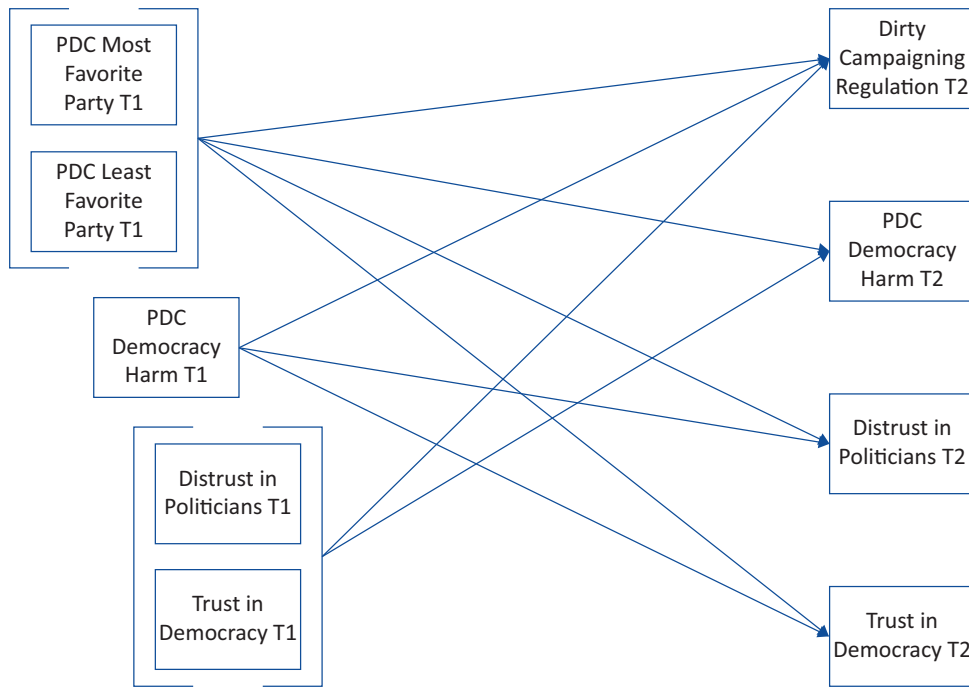 PDC Most
Favorite
Party T1
PDC Least
Favorite
Party T1
PDC
Democracy
Harm T1
Distrust in
Politicians T1
Trust in
Democracy T1
Dirty
Campaigning
Regulation T2
PDC
Democracy
Harm T2
Distrust in
Politicians T2
Trust in
Democracy T2